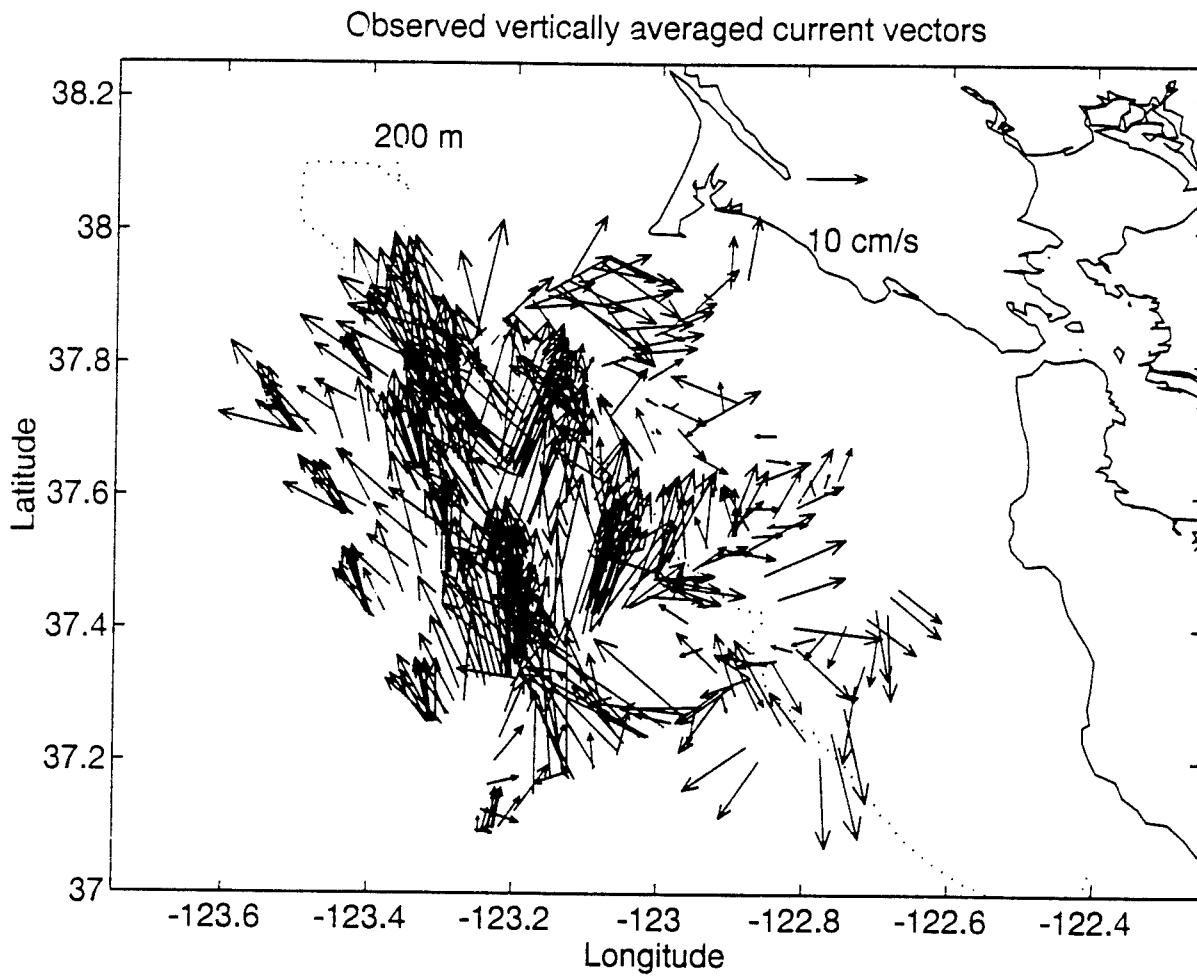 Observed vertically averaged current vectors
38.2
200 m
38
10 cm/s
37.8
Latitude
37.6
37.4
37.2
37
-123.6
-123.4
-123.2
-123
-122.8
-122.6
-122.4
Longitude